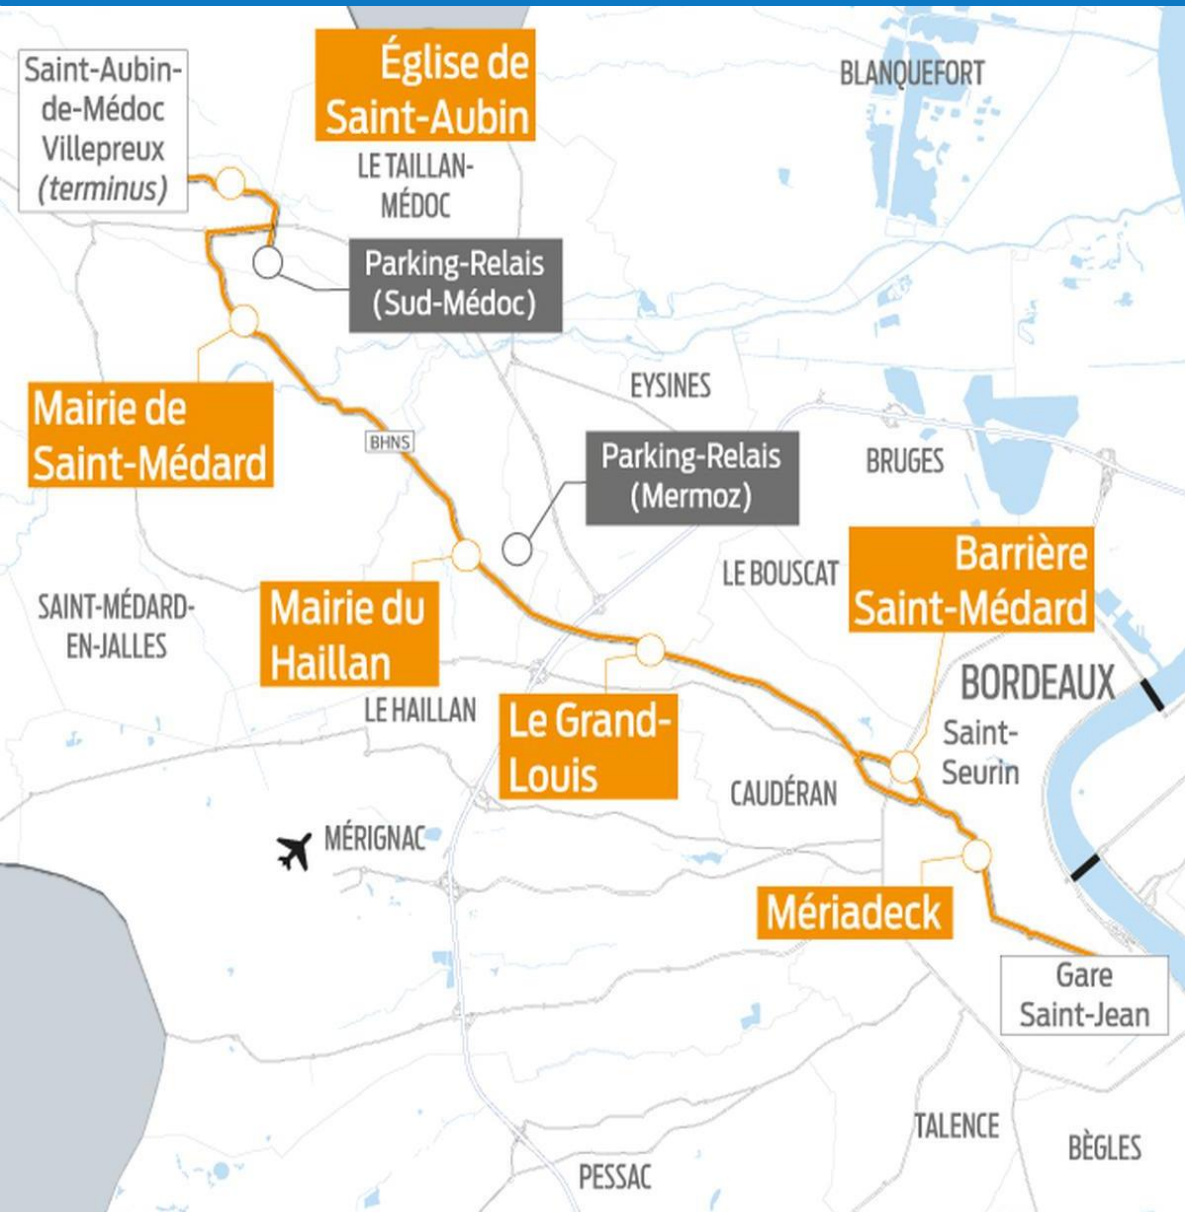 Saint-Aubin-
de-Médoc
Villepreux
(terminus)
Église de
Saint-Aubin
BLANQUEFORT
LE TAILLAN-
MÉDOC
Parking-Relais
(Sud-Médoc)
Mairie de
Saint-Médard
BHNS
EYSINES
Parking-Relais
(Mermoz)
BRUGES
Barrière
Saint-Médard
LE BOUSCAT
SAINT-MÉDARD-
EN-JALLES
Mairie du
Haillan
LE HAILLAN
Le Grand-
Louis
BORDEAUX
Saint-
Seurin
CAUDÉRAN
MÉRIGNAC
Mériadeck
Gare
Saint-Jean
TALENCE
BÈGLES
PESSAC